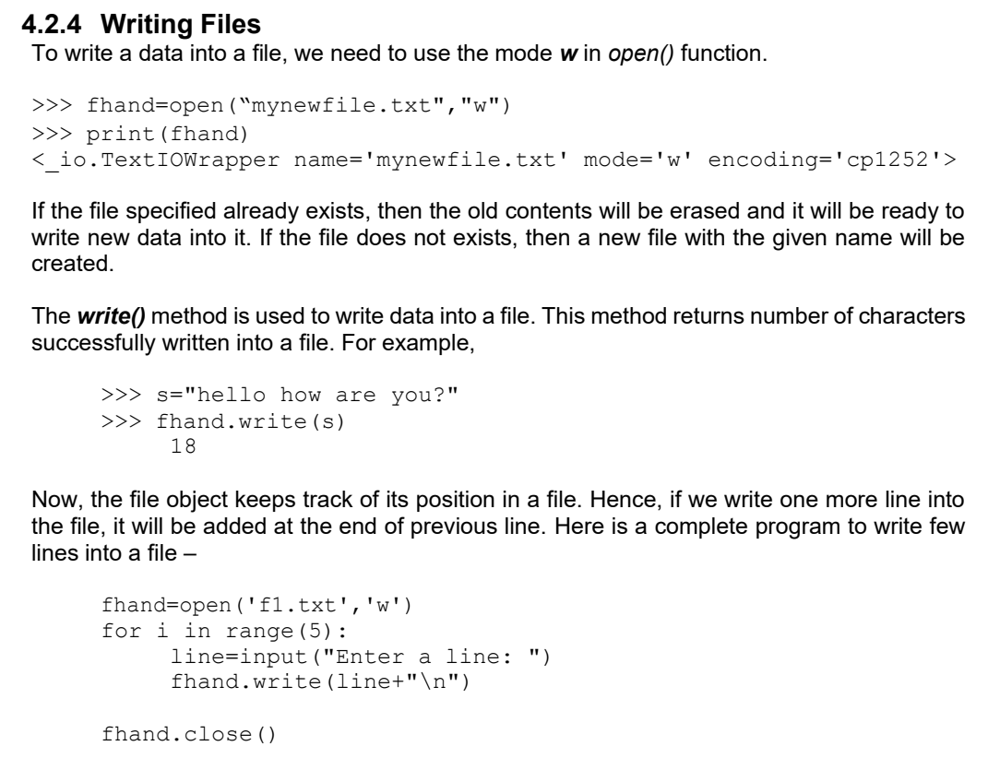 4.2.4 Writing Files
To write a data into a file, we need to use the mode w in open() function.
>>> fhand=open(“mynewfile.txt","w")
>>> print(fhand)
<_io.TextIOWrapper name='mynewfile.txt' mode='w' encoding='cp1252'>
If the file specified already exists, then the old contents will be erased and it will be ready to
write new data into it. If the file does not exists, then a new file with the given name will be
created.
The write() method is used to write data into a file. This method returns number of characters
successfully written into a file. For example,
>>> s="hello how are you?"
>>> fhand.write(s)
18
Now, the file object keeps track of its position in a file. Hence, if we write one more line into
the file, it will be added at the end of previous line. Here is a complete program to write few
lines into a file –
fhand=open('f1.txt','w')
for i in range(5):
line=input("Enter a line: ")
fhand.write(line+"\n")
fhand.close()